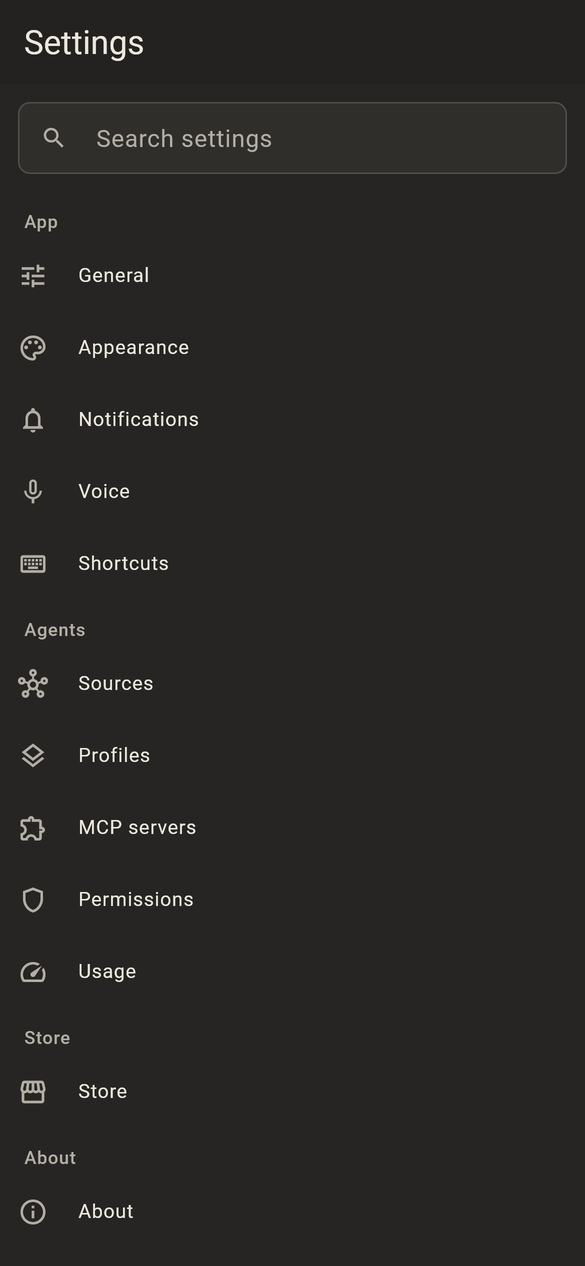 Settings
Search settings
App
General
Appearance
Notifications
Voice
Shortcuts
Agents
Sources
Profiles
MCP servers
Permissions
Usage
Store
Store
About
About